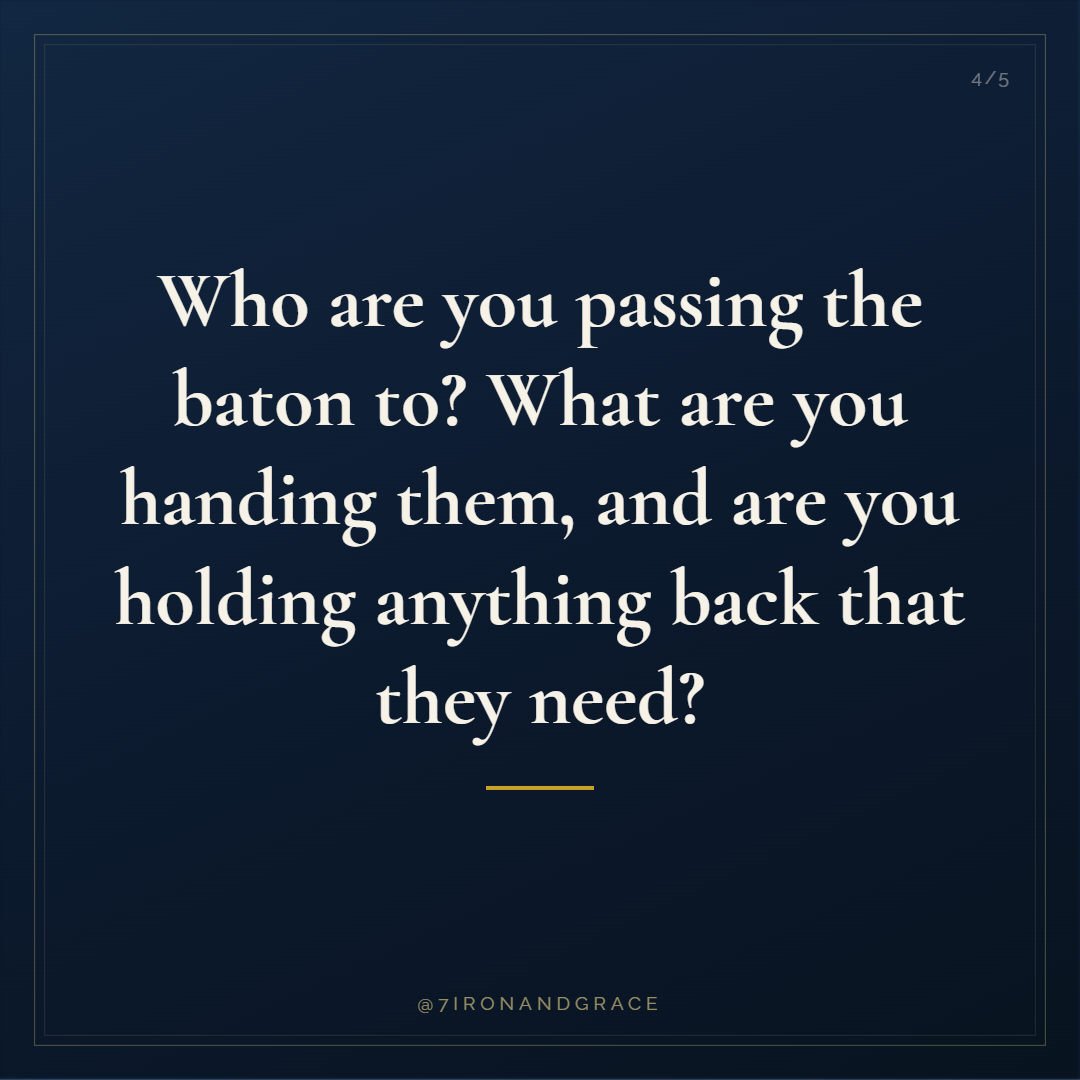 4/5
Who are you passing the
baton to? What are you
handing them, and are you
holding anything back that
they need?
@7IRONANDGRACE